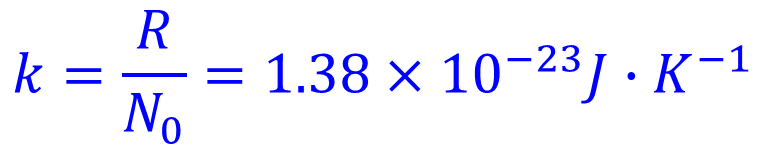 k = R/N₀ = 1.38 × 10⁻²³ J · K⁻¹